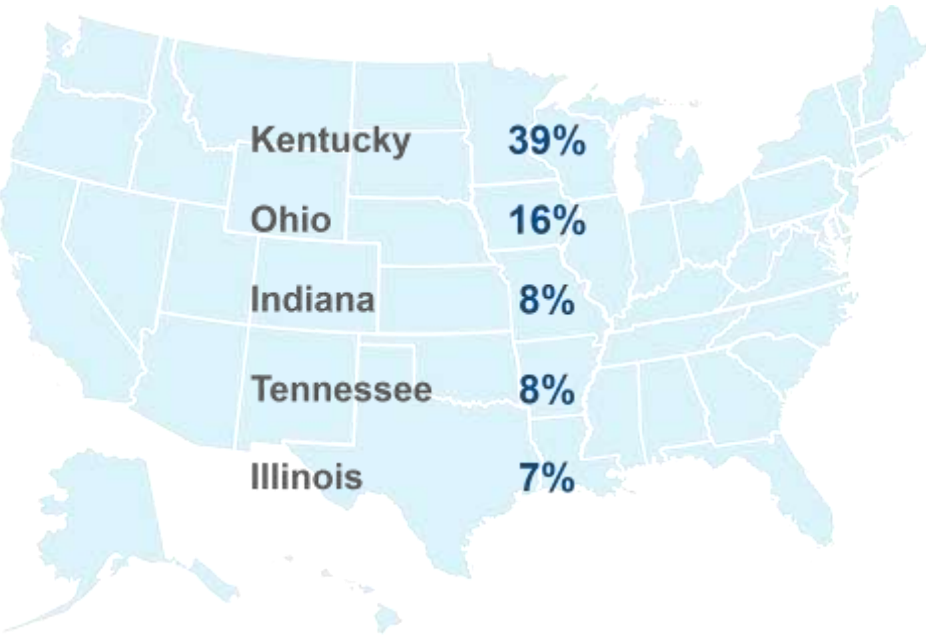 Kentucky 39%
Ohio 16%
Indiana 8%
Tennessee 8%
Illinois 7%